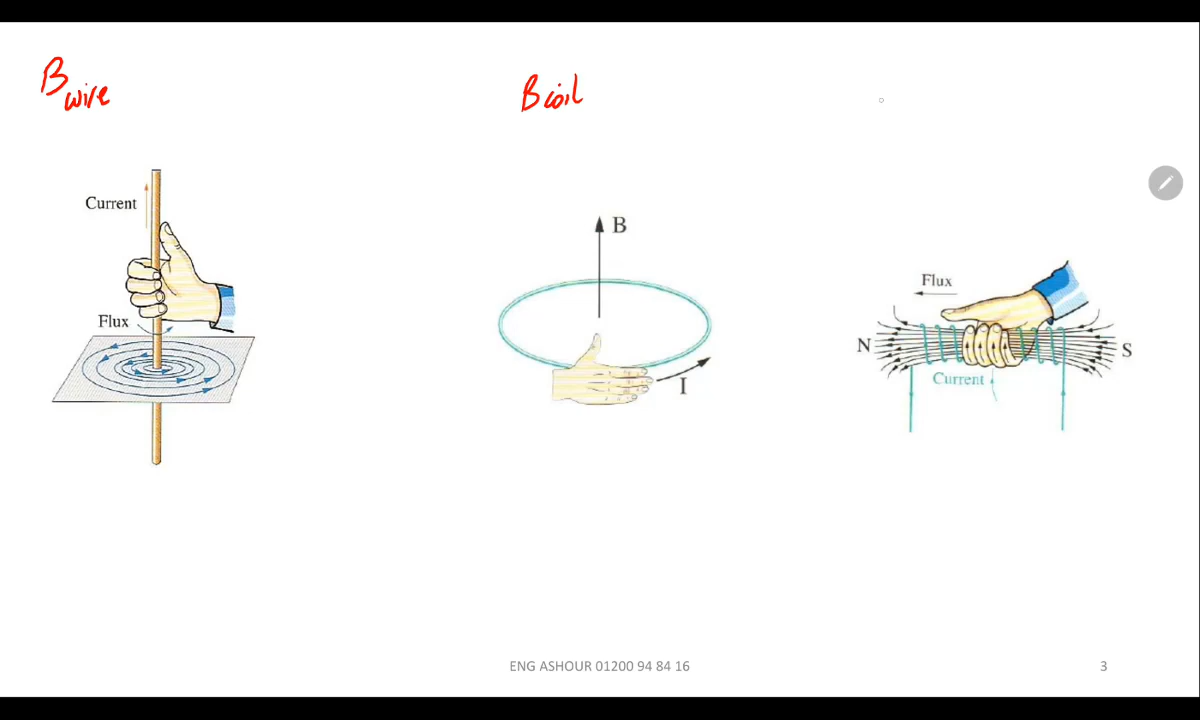 B wire
B coil
Current
Flux
B
I
Flux
N
S
Current
ENG ASHOUR 01200 94 84 16
3